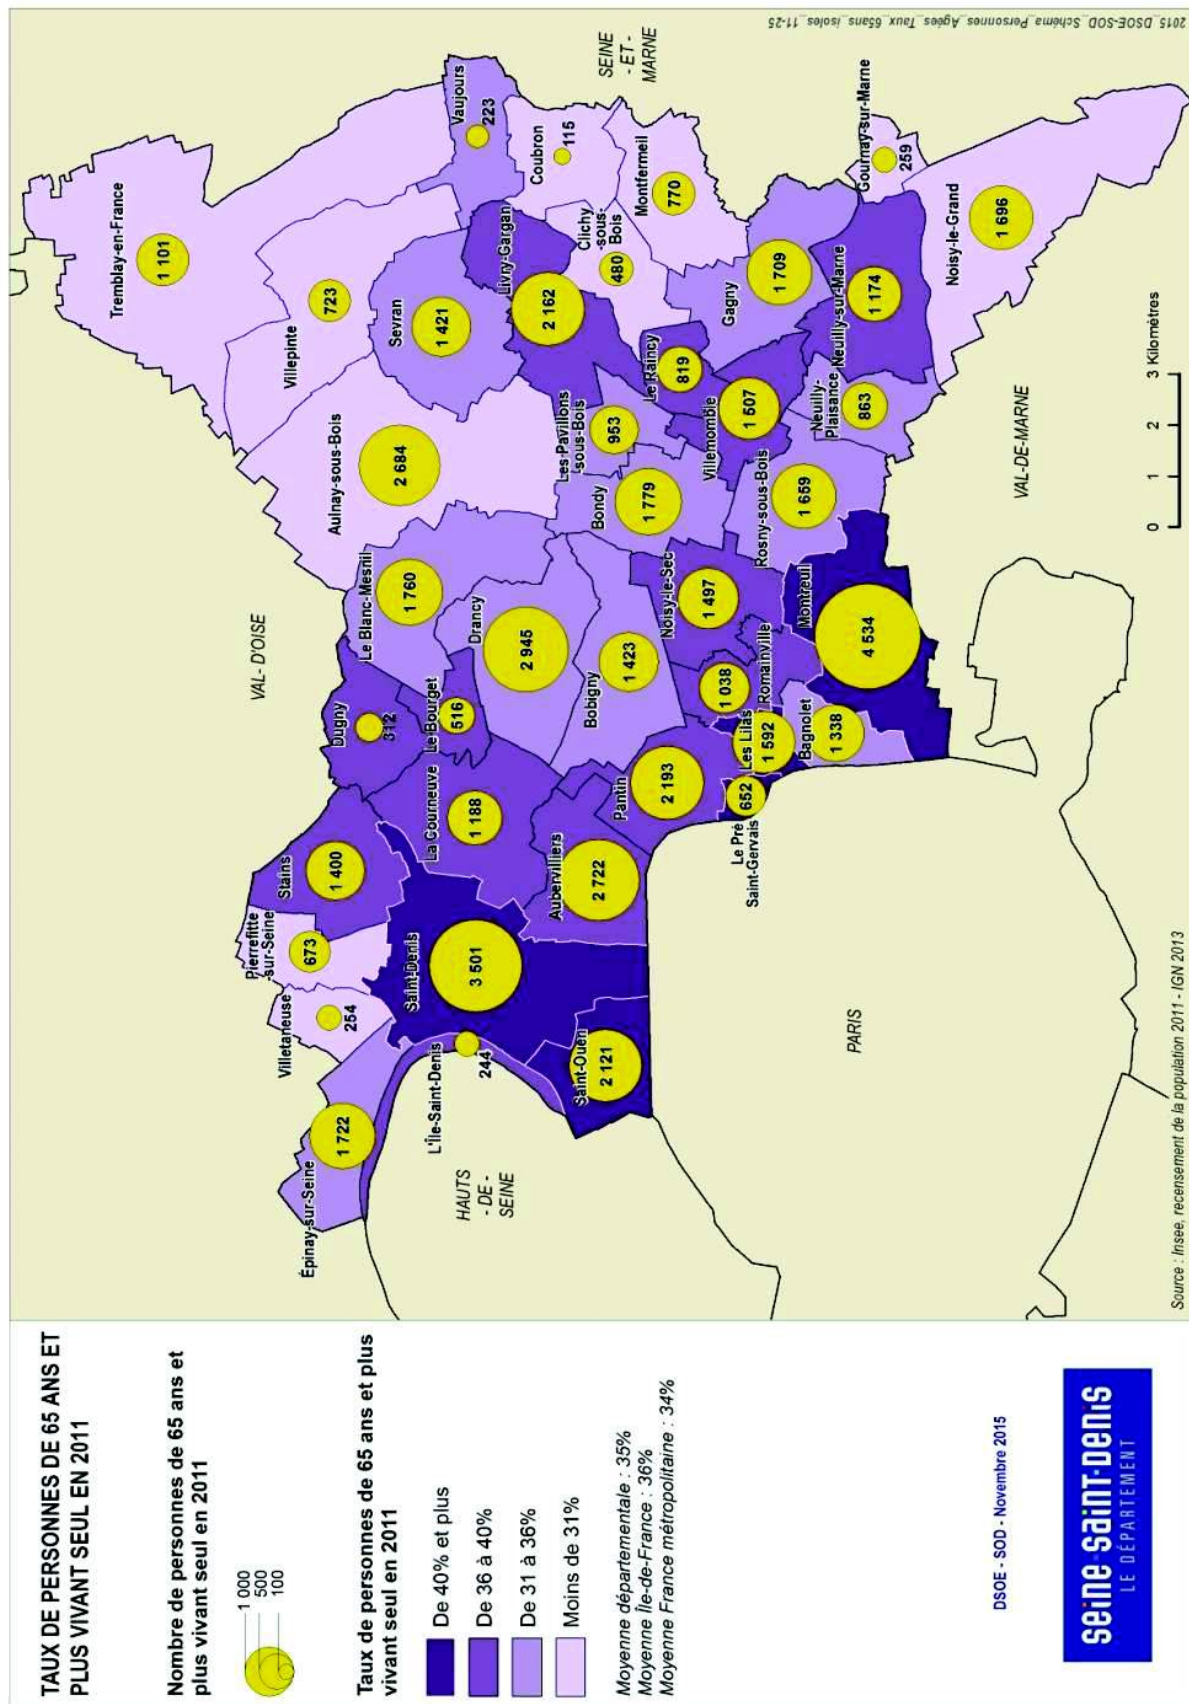 TAUX DE PERSONNES DE 65 ANS ET
PLUS VIVANT SEUL EN 2011
Nombre de personnes de 65 ans et
plus vivant seul en 2011
1 000
500
100
Taux de personnes de 65 ans et plus
vivant seul en 2011
De 40% et plus
De 36 à 40%
De 31 à 36%
Moins de 31%
Moyenne départementale : 35%
Moyenne Île-de-France : 36%
Moyenne France métropolitaine : 34%
DSOE - SOD - Novembre 2015
seine-saint-denis
LE DÉPARTEMENT
Épinay-sur-Seine
1 722
Villetaneuse
254
Pierrefitte
-sur-Seine
673
Stains
1 400
L'Île-Saint-Denis
244
Saint-Denis
3 501
Saint-Ouen
2 121
Aubervilliers
2 722
La Courneuve
1 188
Dugny
312
Le Bourget
516
Le Blanc-Mesnil
1 760
Drancy
2 945
Bobigny
1 423
Pantin
2 193
Le Pré
Saint-Gervais
652
Les Lilas
1 592
Bagnolet
1 338
Romainville
1 038
Noisy-le-Sec
1 497
Montreuil
4 534
Aulnay-sous-Bois
2 684
Tremblay-en-France
1 101
Villepinte
723
Sevran
1 421
Vaujours
223
Coubron
115
Livry-Gargan
2 162
Clichy
-sous-
Bois
480
Montfermeil
770
Les Pavillons
sous-Bois
953
Bondy
1 779
Le Raincy
819
Villemomble
1 507
Gagny
1 709
Rosny-sous-Bois
1 659
Neuilly-
Plaisance
863
Neuilly-sur-Marne
1 174
Gournay-sur-Marne
259
Noisy-le-Grand
1 696
VAL- D'OISE
SEINE
- ET -
MARNE
HAUTS
- DE -
SEINE
PARIS
VAL-DE-MARNE
0 1 2 3 Kilomètres
Source : Insee, recensement de la population 2011 - IGN 2013
2015_DSOE-SOD_Schéma_Personnes_Agées_Taux_65ans_isoles_11-25